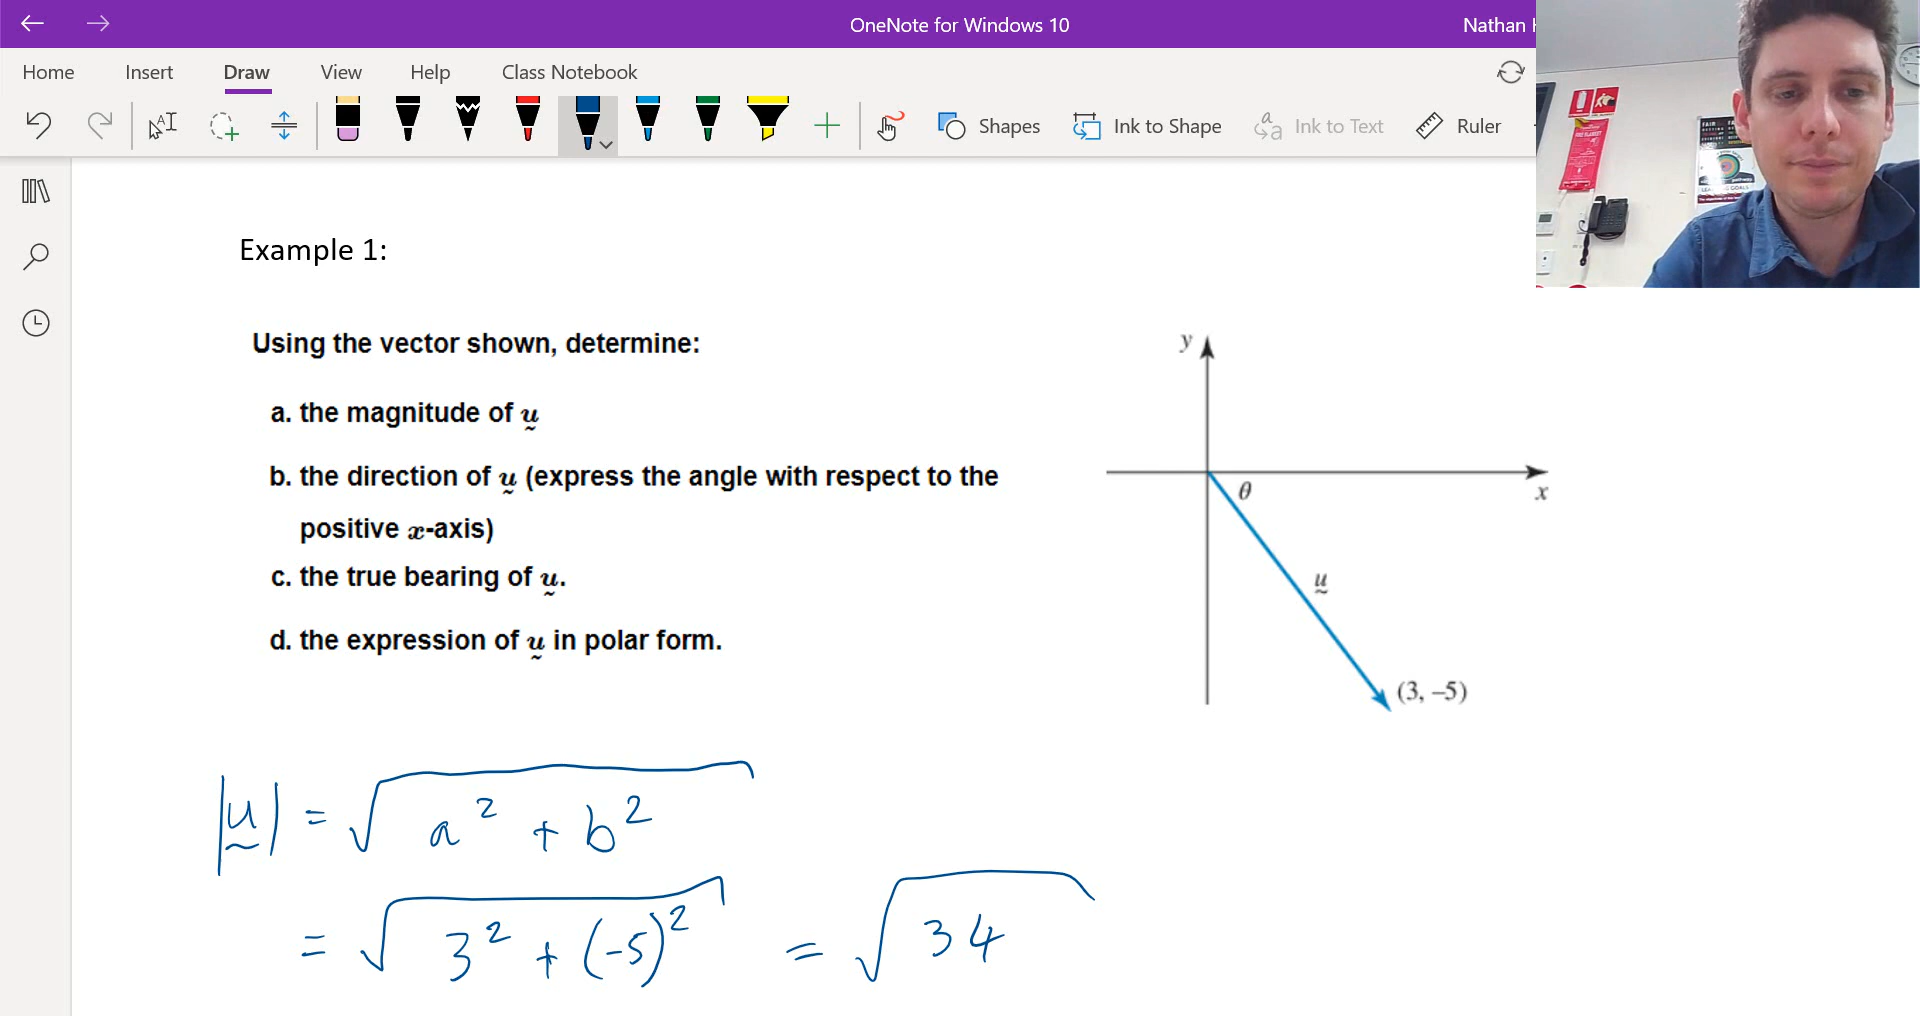 OneNote for Windows 10
Nathan
Home Insert Draw View Help Class Notebook
Shapes Ink to Shape Ink to Text Ruler
Example 1:
Using the vector shown, determine:
a. the magnitude of u
b. the direction of u (express the angle with respect to the
positive x-axis)
c. the true bearing of u.
d. the expression of u in polar form.
y
x
θ
u
(3, –5)
|u| = √a² + b²
= √3² + (-5)² = √34